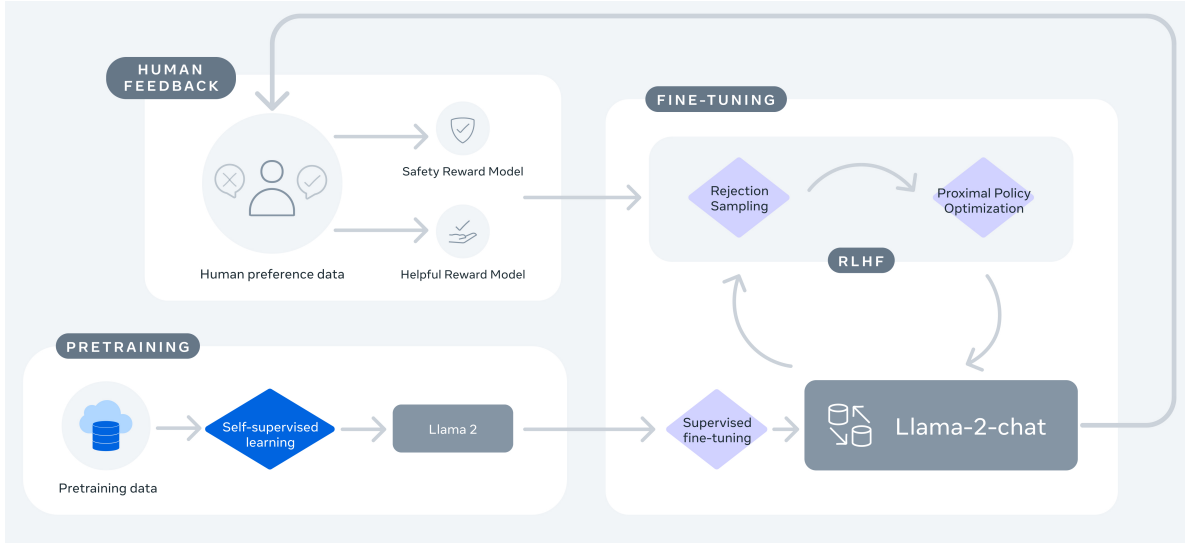 HUMAN
FEEDBACK
Safety Reward Model
Human preference data
Helpful Reward Model
FINE-TUNING
Rejection
Sampling
Proximal Policy
Optimization
RLHF
PRETRAINING
Self-supervised
learning
Llama 2
Pretraining data
Supervised
fine-tuning
Llama-2-chat